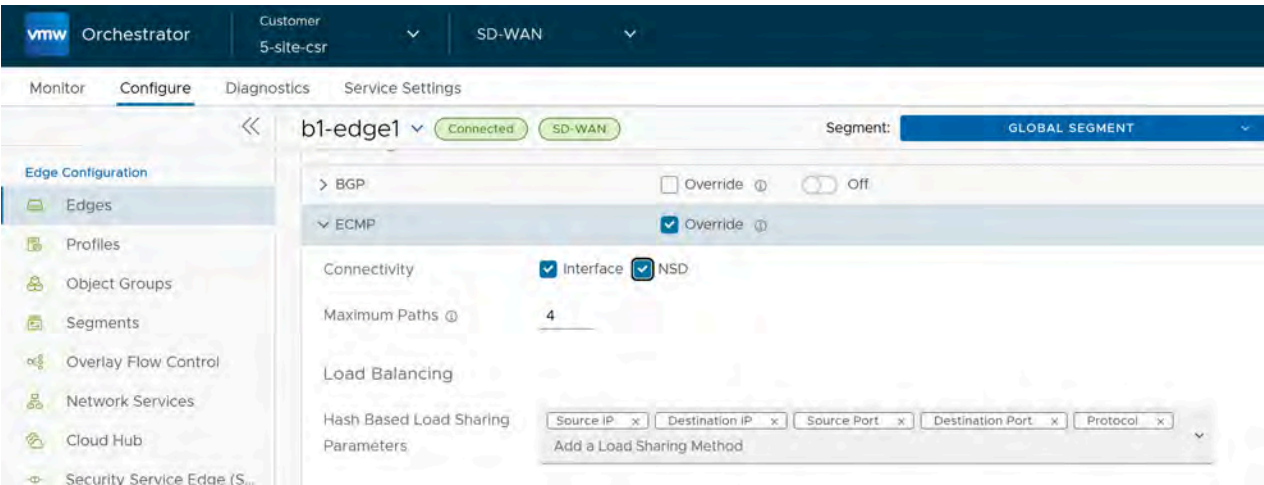 vmw Orchestrator
Customer
5-site-csr
SD-WAN
Monitor Configure Diagnostics Service Settings
b1-edge1 Connected SD-WAN Segment: GLOBAL SEGMENT
Edge Configuration
Edges
Profiles
Object Groups
Segments
Overlay Flow Control
Network Services
Cloud Hub
Security Service Edge (S...
BGP Override Off
ECMP Override
Connectivity Interface NSD
Maximum Paths 4
Load Balancing
Hash Based Load Sharing
Parameters
Source IP x Destination IP x Source Port x Destination Port x Protocol x
Add a Load Sharing Method